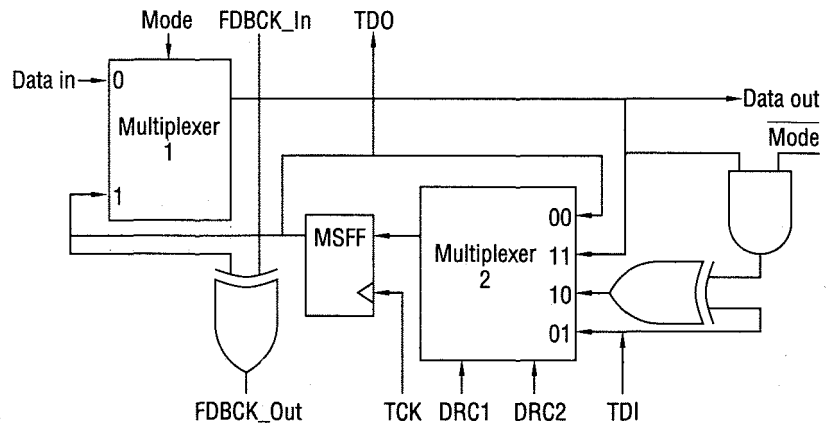 Mode FDBCK_In TDO
Data in 0
Multiplexer
1
1
Data out
Mode
00
MSFF
Multiplexer
2
11
10
01
FDBCK_Out TCK DRC1 DRC2 TDI